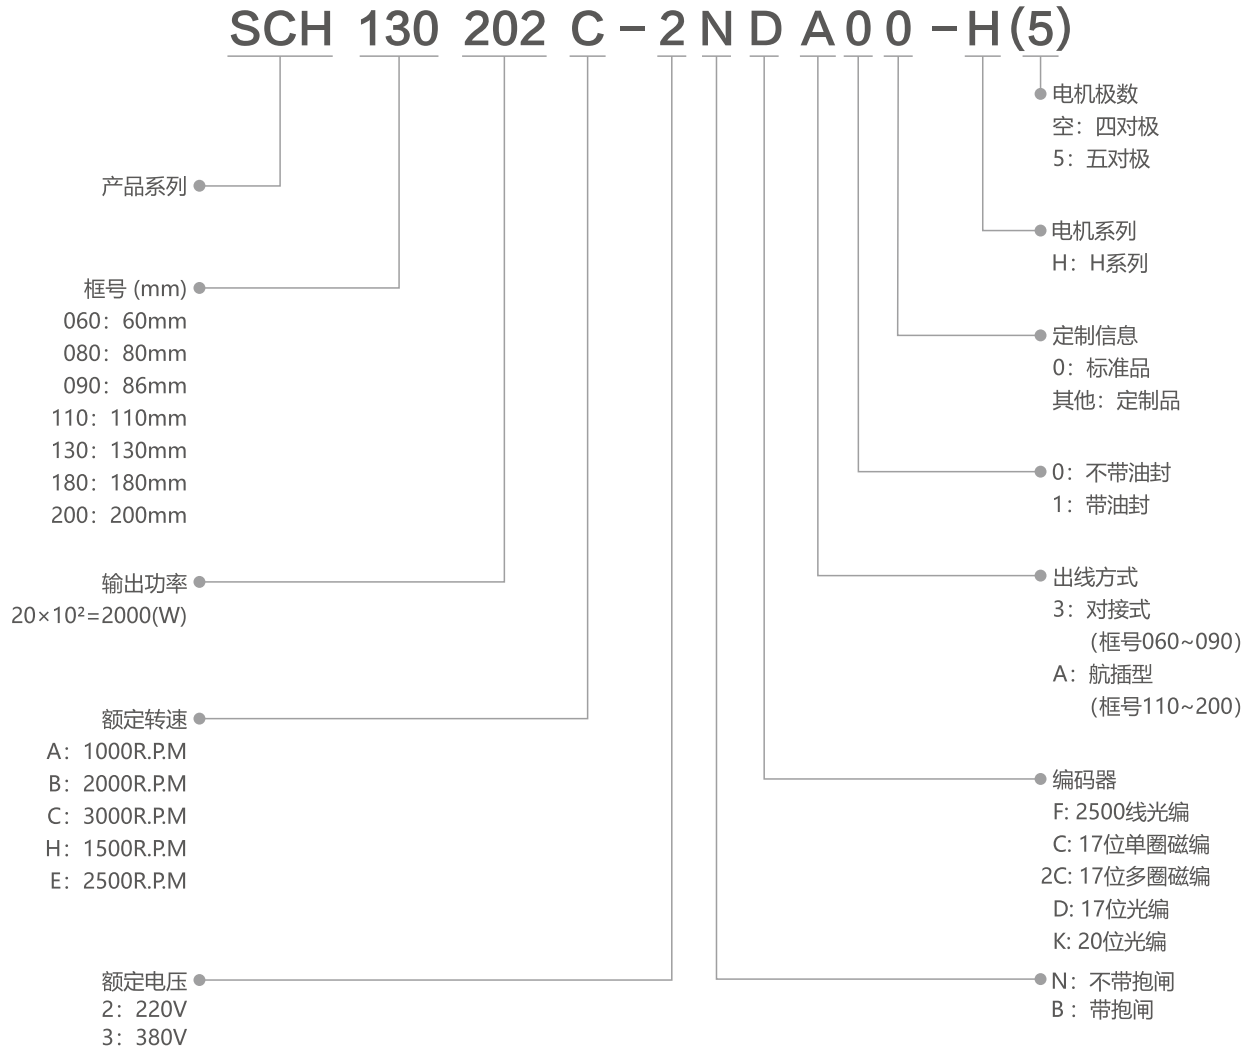 SCH 130 202 C-2 N D A 0 0 -H(5)
产品系列
框号 (mm)
060：60mm
080：80mm
090：86mm
110：110mm
130：130mm
180：180mm
200：200mm
输出功率
20×10²=2000(W)
额定转速
A：1000R.P.M
B：2000R.P.M
C：3000R.P.M
H：1500R.P.M
E：2500R.P.M
额定电压
2：220V
3：380V
电机极数
空：四对极
5：五对极
电机系列
H：H系列
定制信息
0：标准品
其他：定制品
0：不带油封
1：带油封
出线方式
3：对接式
(框号060~090)
A：航插型
(框号110~200)
编码器
F: 2500线光编
C: 17位单圈磁编
2C: 17位多圈磁编
D: 17位光编
K: 20位光编
N：不带抱闸
B：带抱闸